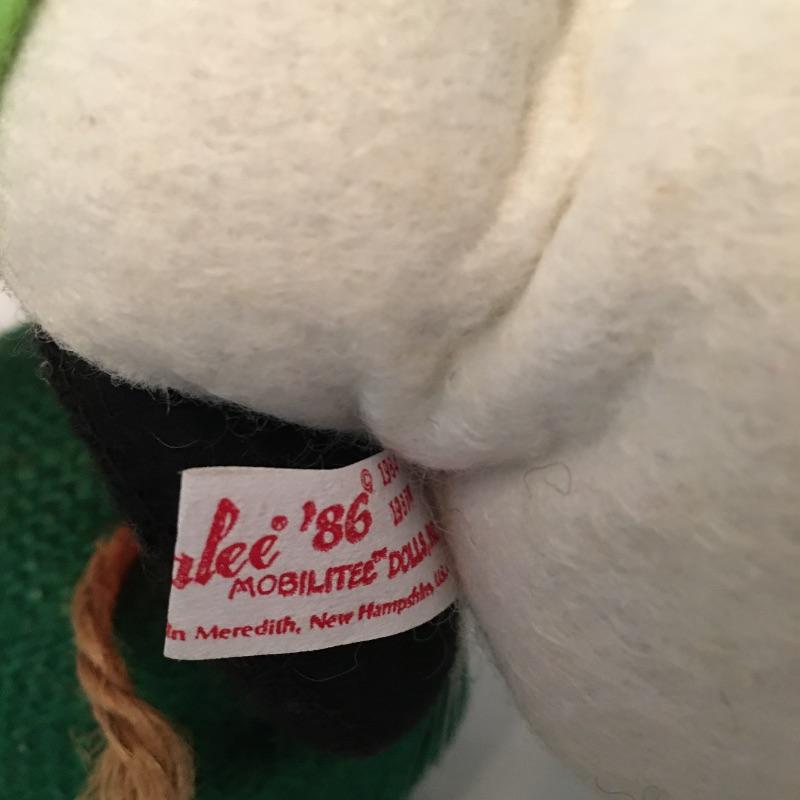 alee® '86©
MOBILITEE™ DOLLS,
in Meredith, New Hampshire, U.S.A.